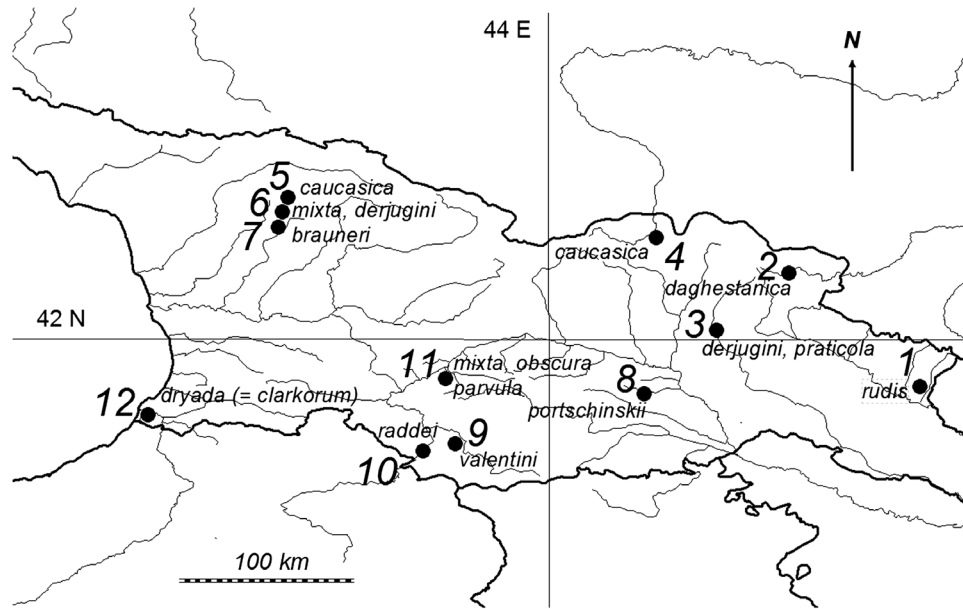 44 E
N
5
caucasica
6
mixta, derjugini
7
brauneri
caucasica
4
2
daghestanica
42 N
3
derjugini, praticola
1
rudis
11
mixta obscura
parvula
8
portschinskii
12
dryada (= clarkorum)
raddei
9
valentini
10
100 km